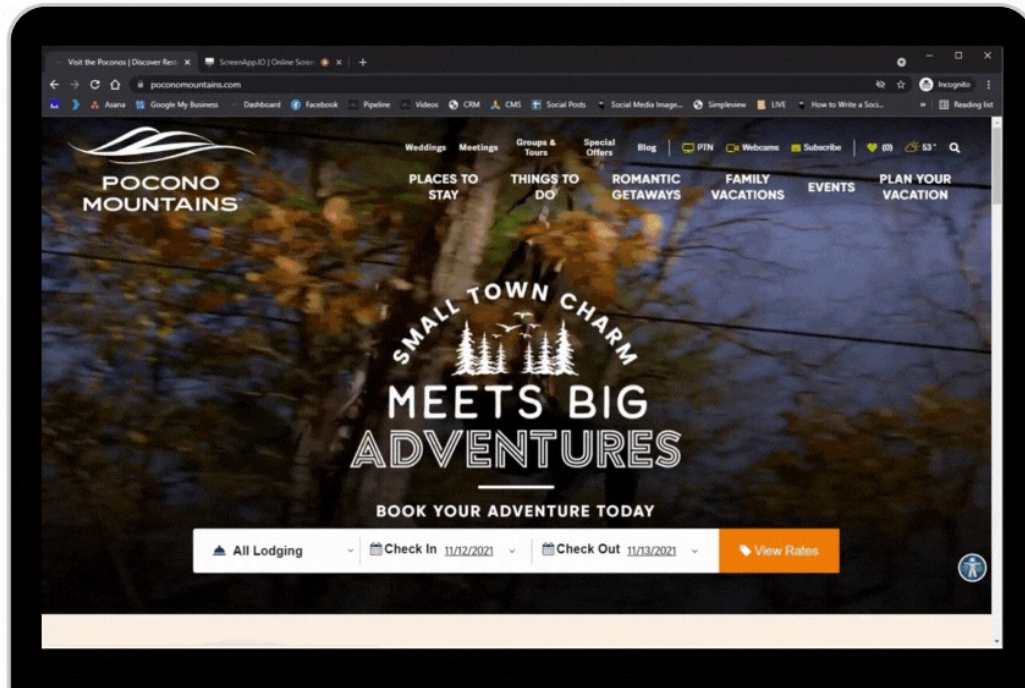 Visit the Poconos | Discover Rest
ScreenApp.IO | Online Screen
poconomountains.com
Incognito
Asana
Google My Business
Dashboard
Facebook
Pipeline
Videos
CRM
CMS
Social Posts
Social Media Image...
Simpleview
LIVE
How to Write a Soci...
»
Reading list
Weddings
Meetings
Groups &
Tours
Special
Offers
Blog
PTN
Webcams
Subscribe
(0)
53°
POCONO
MOUNTAINS
PLACES TO
STAY
THINGS TO
DO
ROMANTIC
GETAWAYS
FAMILY
VACATIONS
EVENTS
PLAN YOUR
VACATION
SMALL TOWN CHARM
MEETS BIG
ADVENTURES
BOOK YOUR ADVENTURE TODAY
All Lodging
Check In 11/12/2021
Check Out 11/13/2021
View Rates